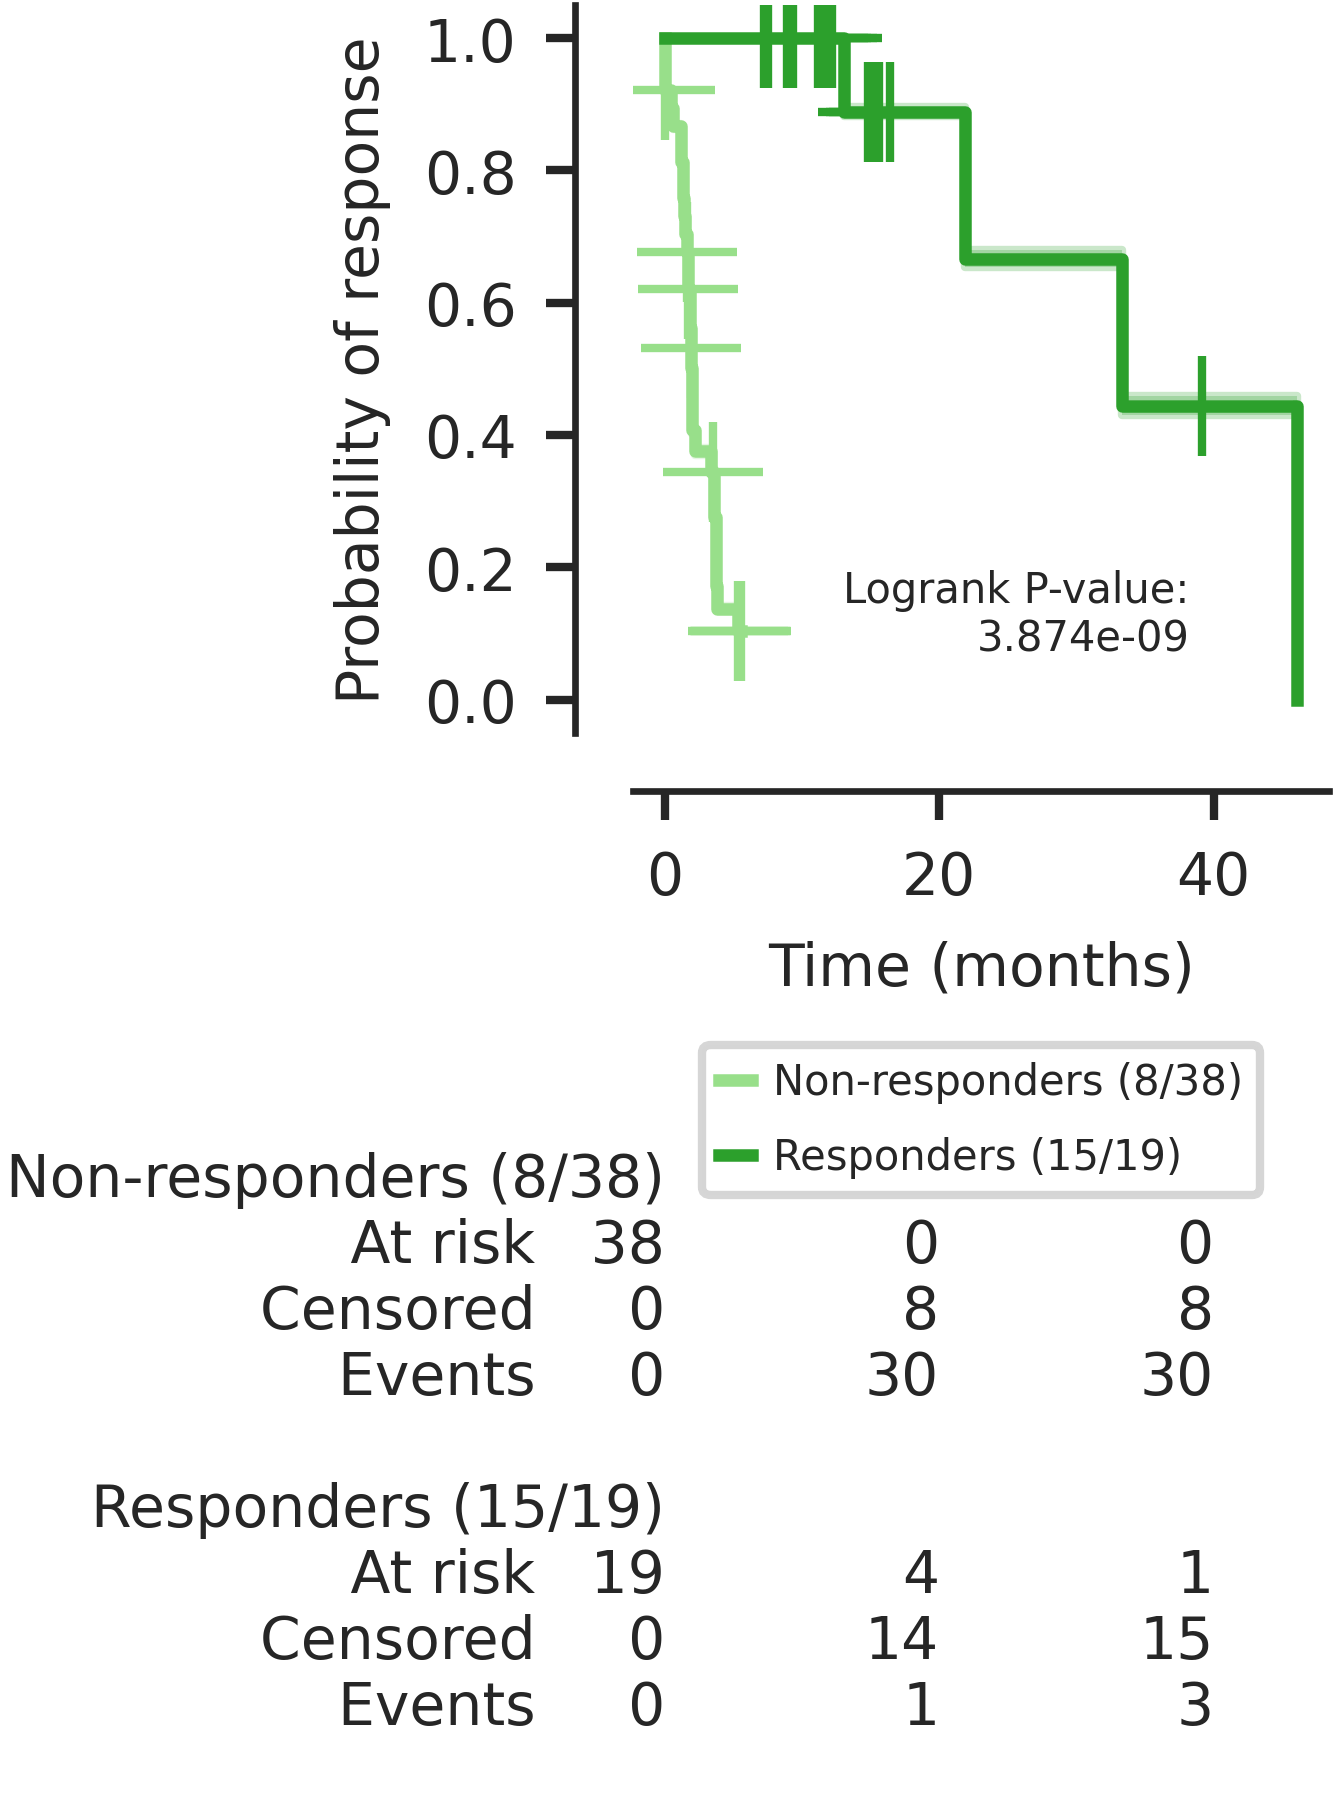 Probability of response
1.0
0.8
0.6
0.4
0.2
0.0
Logrank P-value:
3.874e-09
0 20 40
Time (months)
Non-responders (8/38)
Responders (15/19)
Non-responders (8/38)
At risk 38 0 0
Censored 0 8 8
Events 0 30 30
Responders (15/19)
At risk 19 4 1
Censored 0 14 15
Events 0 1 3